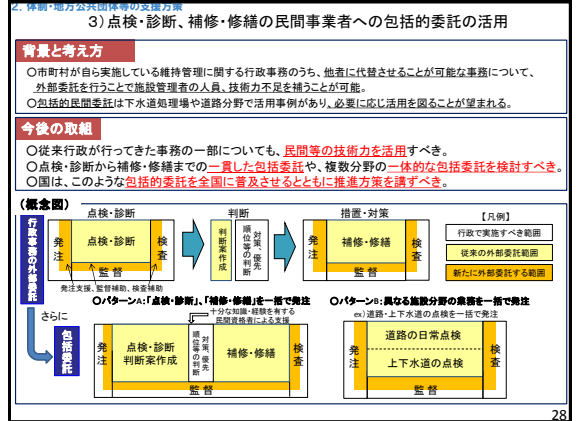 2. 体制・地方公共団体等の支援方策
3）点検・診断、補修・修繕の民間事業者への包括的委託の活用
背景と考え方
〇市町村が自ら実施している維持管理に関する行政事務のうち、他者に代替させることが可能な事務について、
外部委託を行うことで施設管理者の人員、技術力不足を補うことが可能。
〇包括的民間委託は下水道処理場や道路分野で活用事例があり、必要に応じ活用を図ることが望まれる。
今後の取組
〇従来行政が行ってきた事務の一部についても、民間等の技術力を活用すべき。
〇点検・診断から補修・修繕までの一貫した包括委託や、複数分野の一体的な包括委託を検討すべき。
〇国は、このような包括的委託を全国に普及させるとともに推進方策を講ずべき。
（概念図）
行政事務の外部委託
点検・診断
発注
点検・診断
検査
監督
発注支援、監督補助、検査補助
判断
判断案作成
対策、優先順位等の判断
措置・対策
発注
補修・修繕
検査
監督
【凡例】
行政で実施すべき範囲
従来の外部委託範囲
新たに外部委託する範囲
さらに
包括委託
〇パターンA：「点検・診断」、「補修・修繕」を一括で発注
十分な知識・経験を有する
民間資格者による支援
発注
点検・診断
判断案作成
対策、優先順位等の判断
補修・修繕
検査
監督
〇パターンB：異なる施設分野の業務を一括で発注
ex）道路・上下水道の点検を一括で発注
発注
道路の日常点検
上下水道の点検
検査
監督
28